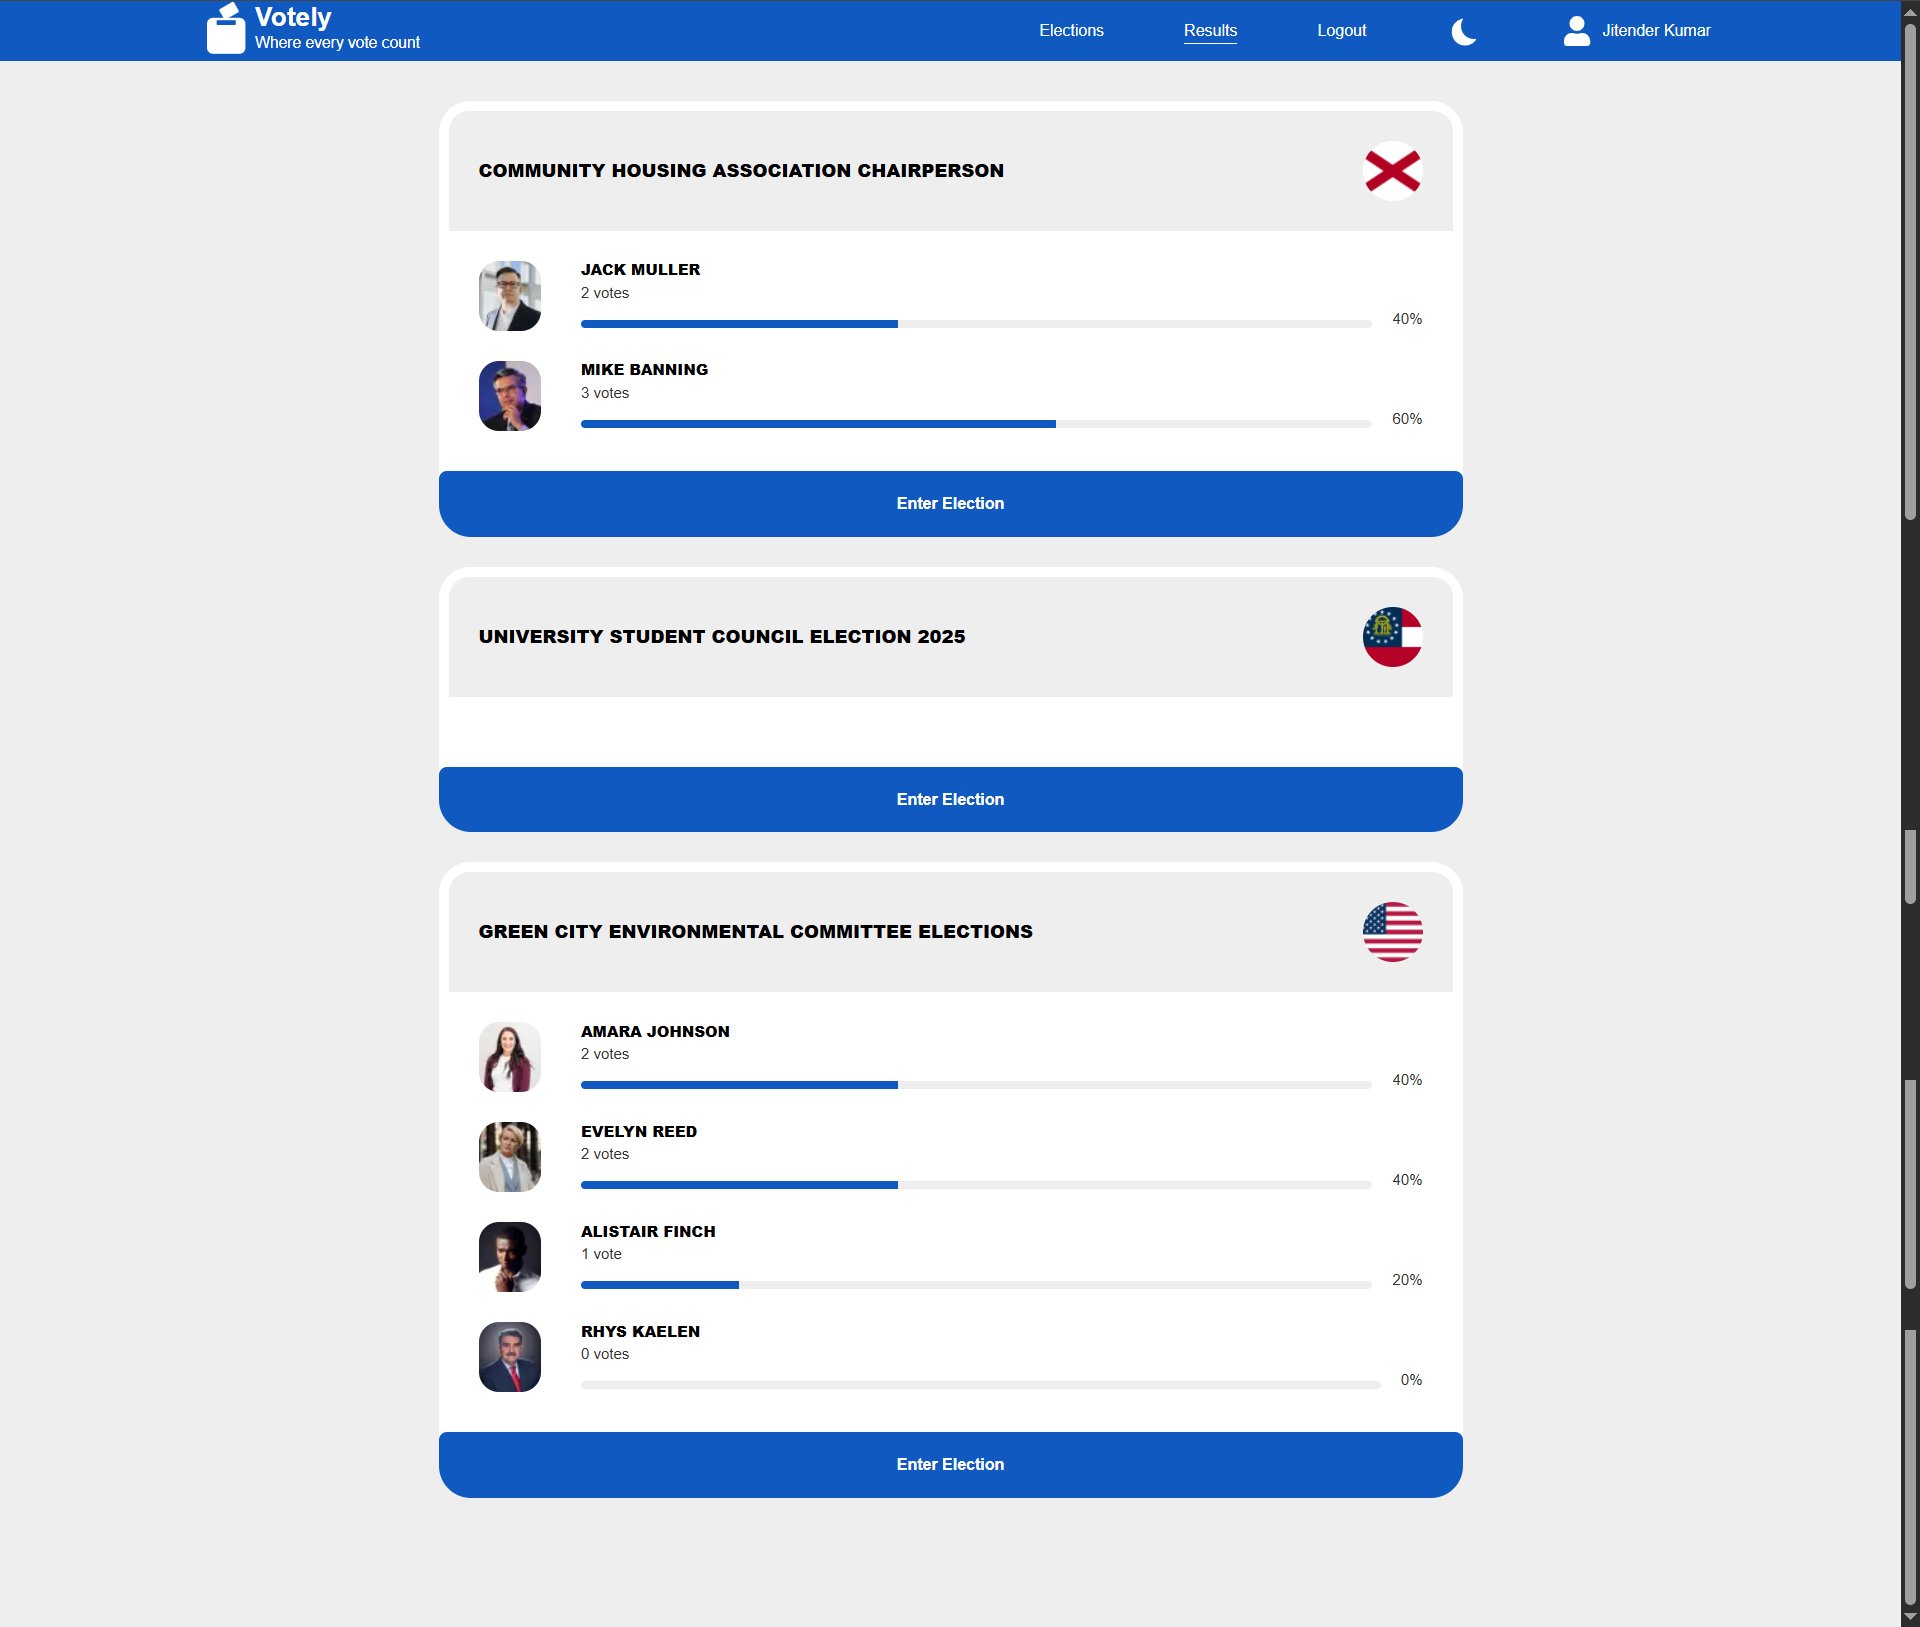 Votely
Where every vote count
Elections
Results
Logout
Jitender Kumar
COMMUNITY HOUSING ASSOCIATION CHAIRPERSON
JACK MULLER
2 votes
40%
MIKE BANNING
3 votes
60%
Enter Election
UNIVERSITY STUDENT COUNCIL ELECTION 2025
Enter Election
GREEN CITY ENVIRONMENTAL COMMITTEE ELECTIONS
AMARA JOHNSON
2 votes
40%
EVELYN REED
2 votes
40%
ALISTAIR FINCH
1 vote
20%
RHYS KAELEN
0 votes
0%
Enter Election